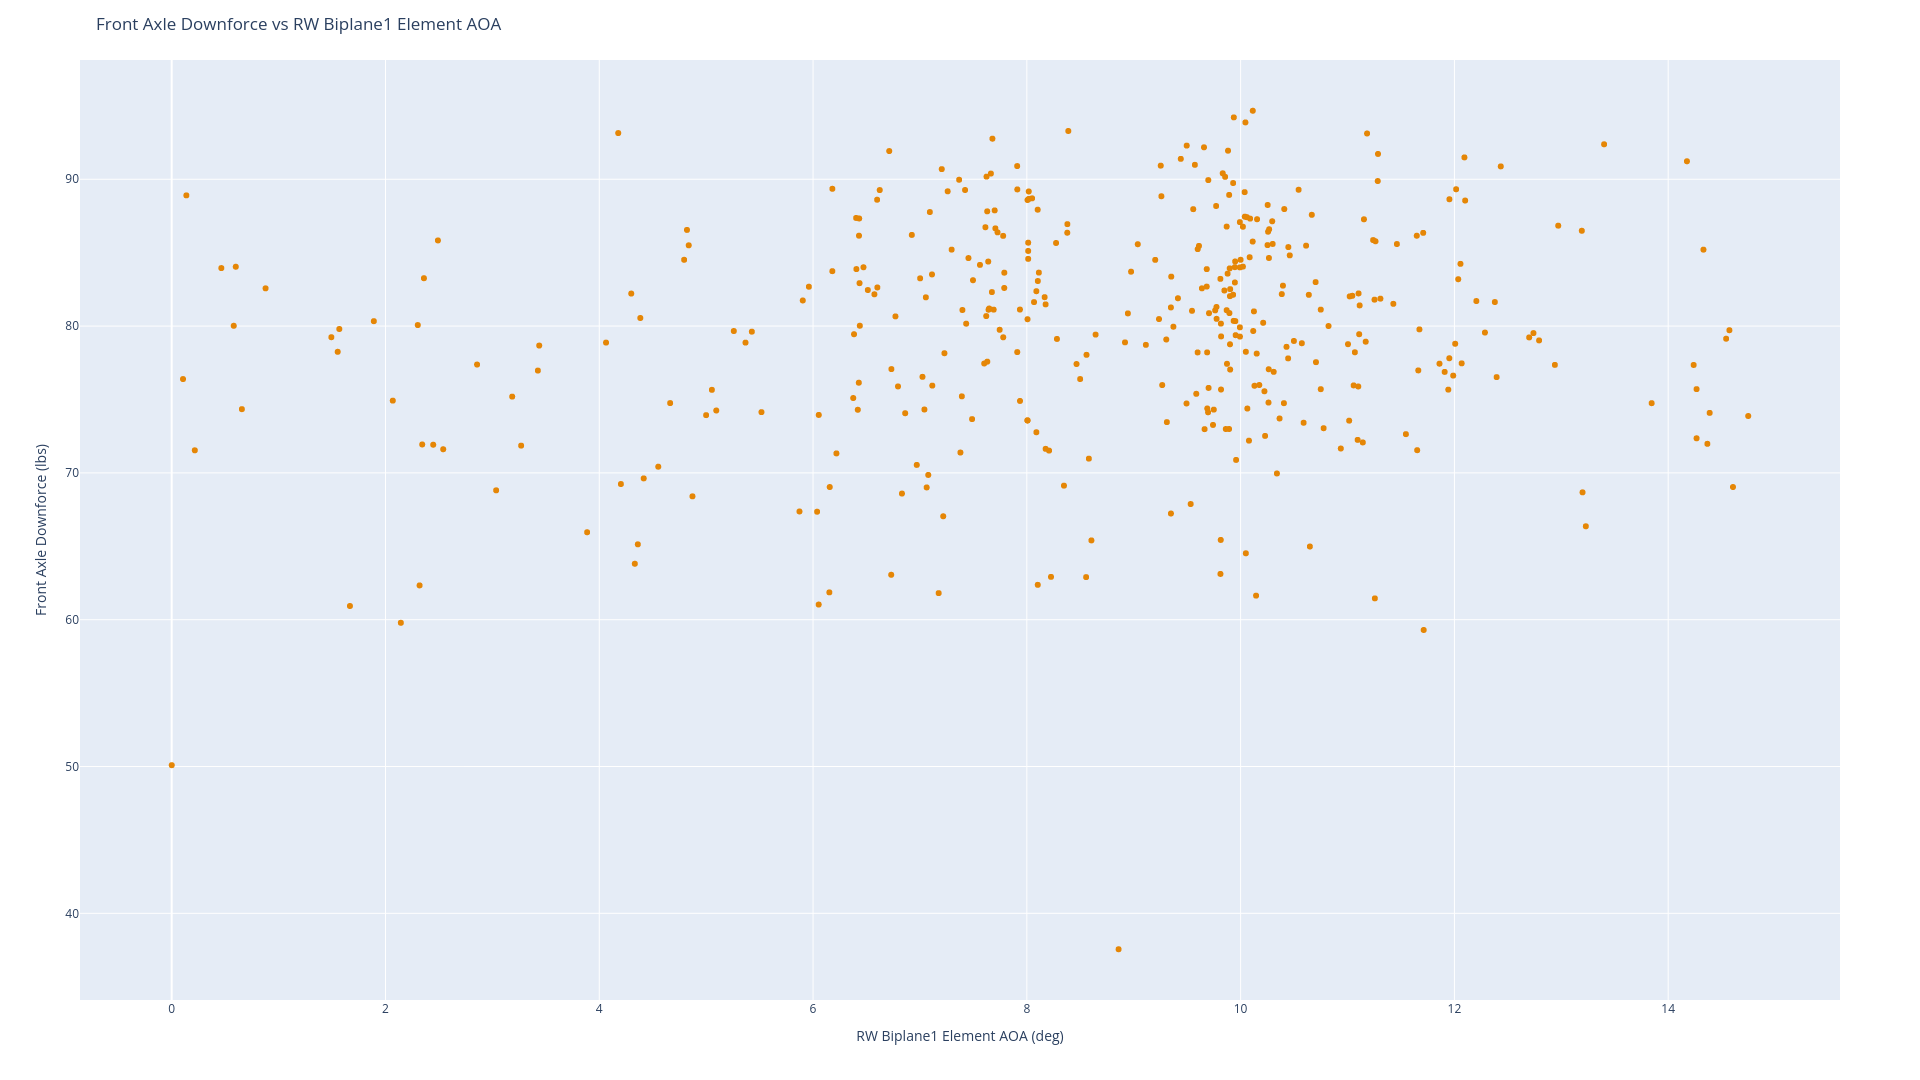 Front Axle Downforce vs RW Biplane1 Element AOA
90
80
70
60
50
40
Front Axle Downforce (lbs)
0 2 4 6 8 10 12 14
RW Biplane1 Element AOA (deg)